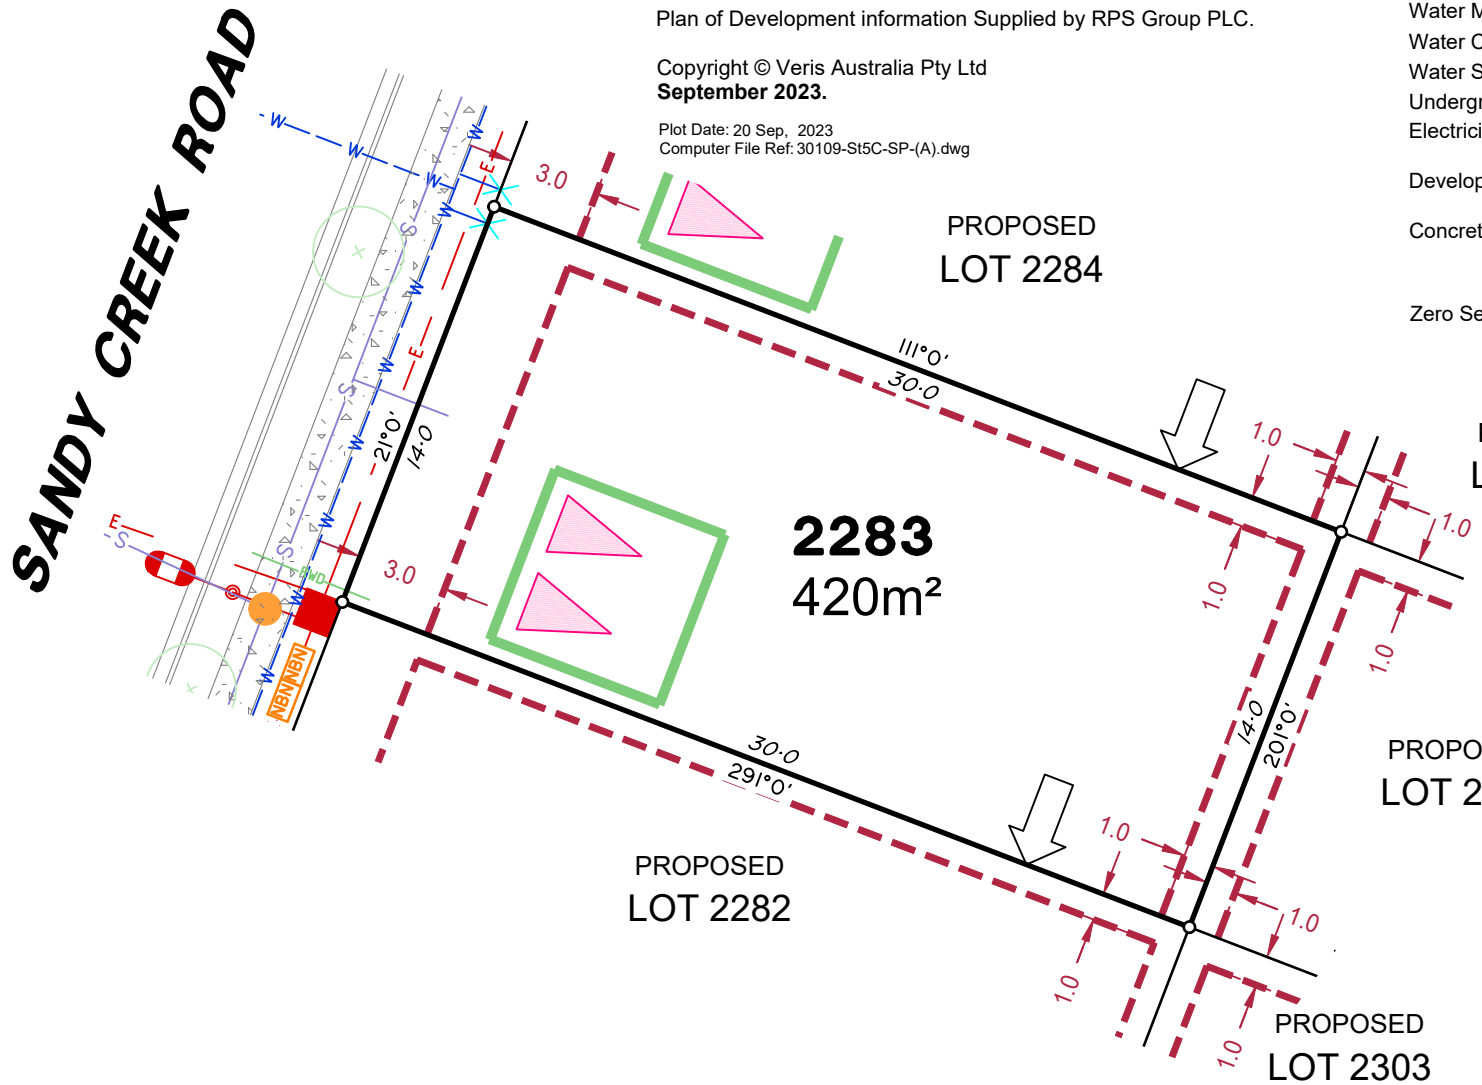 Plan of Development information Supplied by RPS Group PLC.
Copyright © Veris Australia Pty Ltd
September 2023.
Plot Date: 20 Sep, 2023
Computer File Ref: 30109-St5C-SP-(A).dwg
Water M
Water C
Water S
Undergr
Electrici
Develop
Concret
Zero Se
SANDY CREEK ROAD
W
W
W
W
W
E
3.0
PROPOSED
LOT 2284
S
W
E
W
111°0'
30·0
S
21°0'
14·0
W
1.0
1.0
W
E
S
S
RWD
3.0
W
2283
420m²
1.0
1.0
NBN
NBN
W
14·0
201°0'
PROPO
LOT 2
30·0
291°0'
1.0
PROPOSED
LOT 2282
1.0
1.0
1.0
PROPOSED
LOT 2303